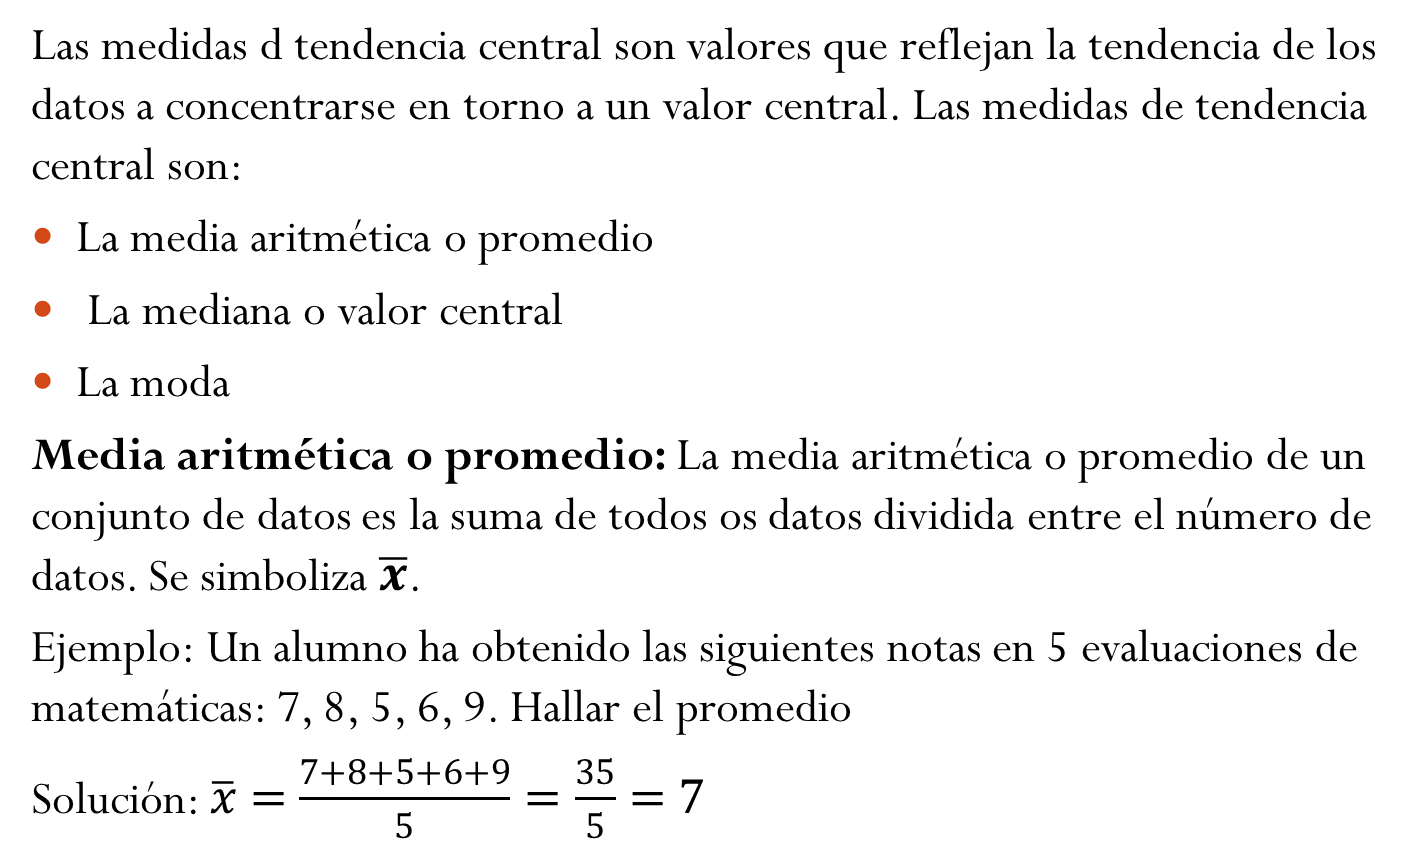 Las medidas d tendencia central son valores que reflejan la tendencia de los
datos a concentrarse en torno a un valor central. Las medidas de tendencia
central son:
• La media aritmética o promedio
• La mediana o valor central
• La moda
Media aritmética o promedio: La media aritmética o promedio de un
conjunto de datos es la suma de todos os datos dividida entre el número de
datos. Se simboliza x̅.
Ejemplo: Un alumno ha obtenido las siguientes notas en 5 evaluaciones de
matemáticas: 7, 8, 5, 6, 9. Hallar el promedio
Solución: x̅ = \frac{7+8+5+6+9}{5} = \frac{35}{5} = 7